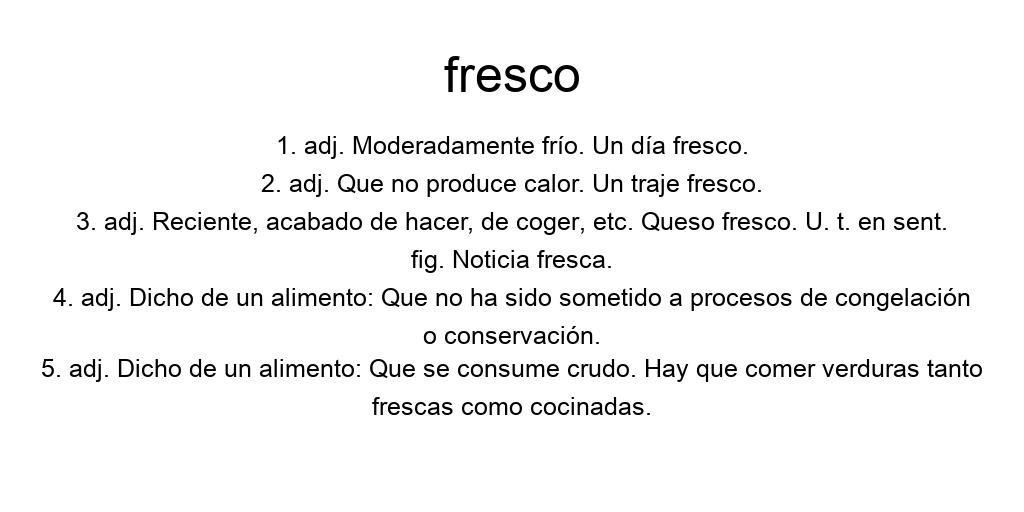 fresco
1. adj. Moderadamente frío. Un día fresco.
2. adj. Que no produce calor. Un traje fresco.
3. adj. Reciente, acabado de hacer, de coger, etc. Queso fresco. U. t. en sent.
fig. Noticia fresca.
4. adj. Dicho de un alimento: Que no ha sido sometido a procesos de congelación
o conservación.
5. adj. Dicho de un alimento: Que se consume crudo. Hay que comer verduras tanto
frescas como cocinadas.